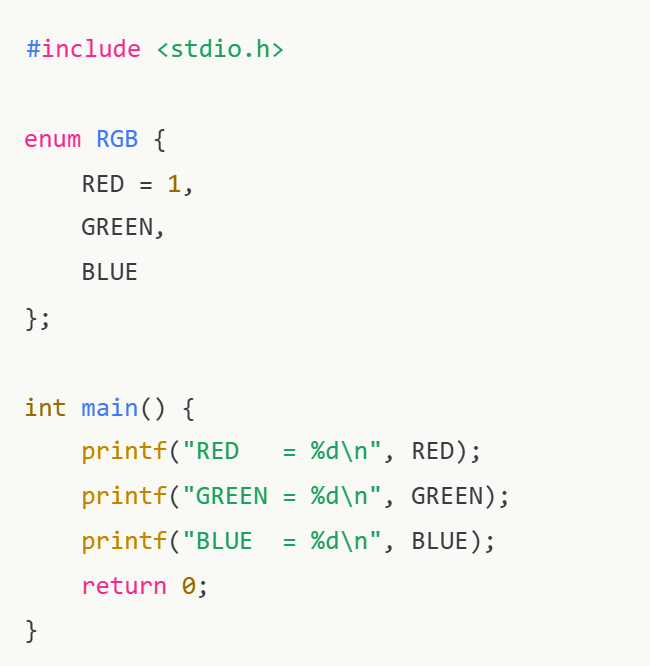 #include <stdio.h>

enum RGB {
    RED = 1,
    GREEN,
    BLUE
};

int main() {
    printf("RED   = %d\n", RED);
    printf("GREEN = %d\n", GREEN);
    printf("BLUE  = %d\n", BLUE);
    return 0;
}